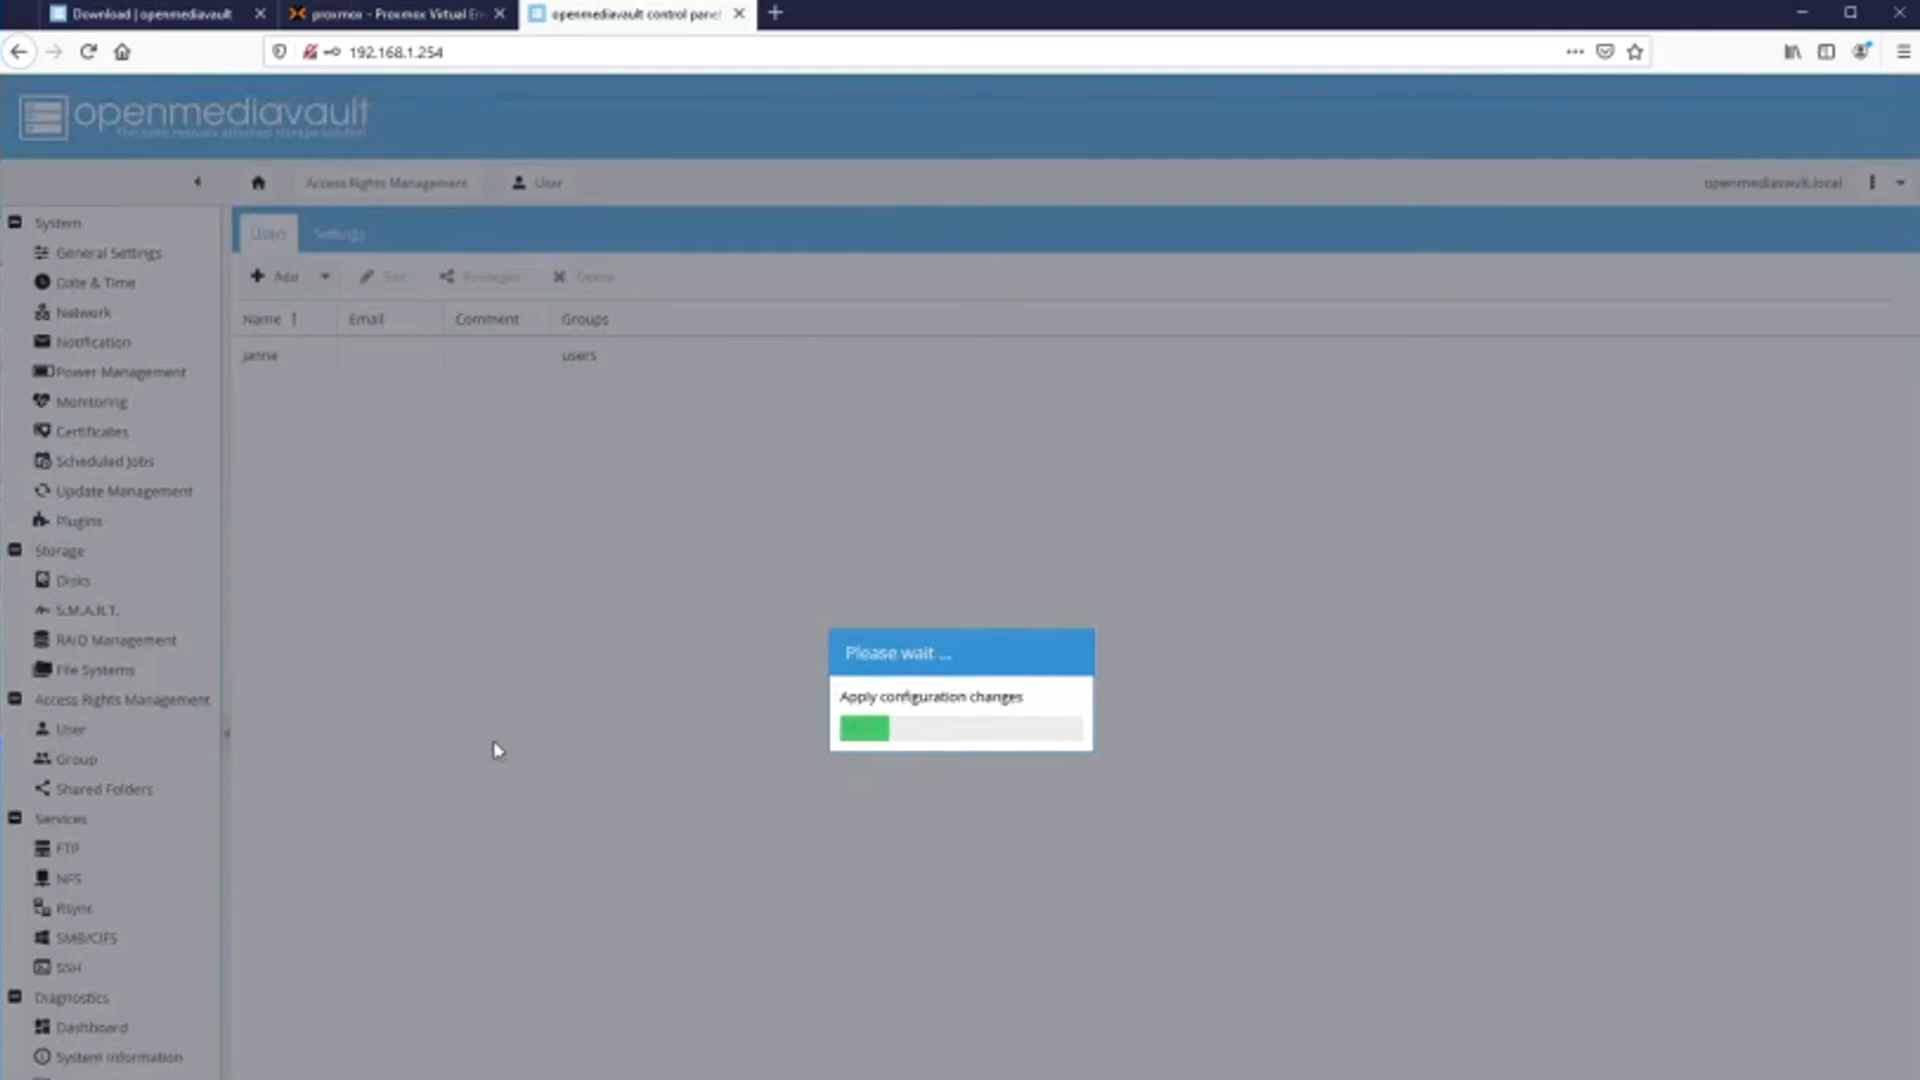 Download | openmediavault
proxmox - Proxmox Virtual En
openmediavault control panel
192.168.1.254
openmediavault
The open network attached storage solution
Access Rights Management
User
openmediavault.local
System
General Settings
Date & Time
Network
Notification
Power Management
Monitoring
Certificates
Scheduled Jobs
Update Management
Plugins
Storage
Disks
S.M.A.R.T.
RAID Management
File Systems
Access Rights Management
User
Group
Shared Folders
Services
FTP
NFS
Rsync
SMB/CIFS
SSH
Diagnostics
Dashboard
System Information
Users
Settings
Add
Edit
Privileges
Delete
Name
Email
Comment
Groups
janne
users
Please wait ...
Apply configuration changes